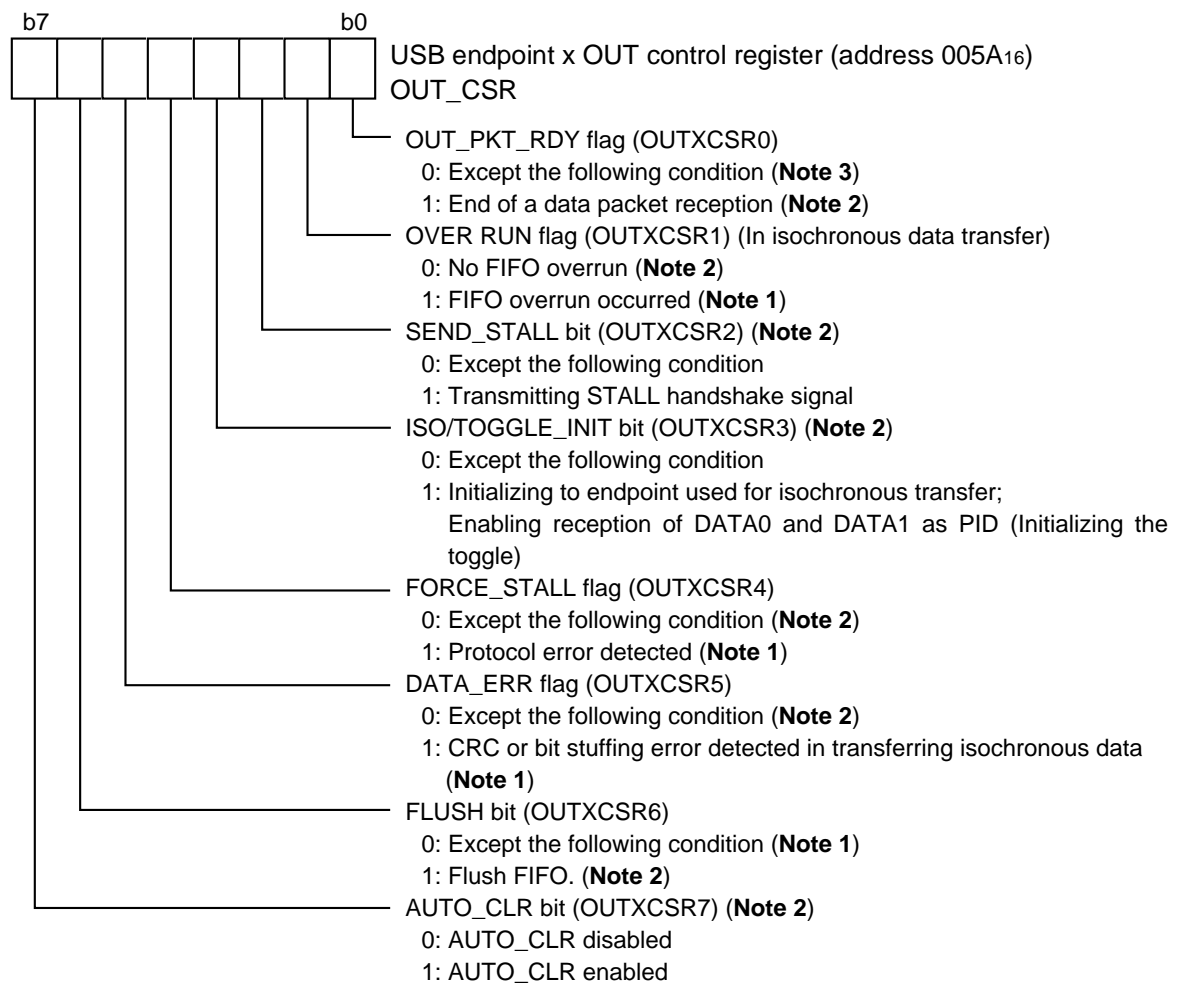 b7 b0
USB endpoint x OUT control register (address 005A16)
OUT_CSR
OUT_PKT_RDY flag (OUTXCSR0)
0: Except the following condition (Note 3)
1: End of a data packet reception (Note 2)
OVER RUN flag (OUTXCSR1) (In isochronous data transfer)
0: No FIFO overrun (Note 2)
1: FIFO overrun occurred (Note 1)
SEND_STALL bit (OUTXCSR2) (Note 2)
0: Except the following condition
1: Transmitting STALL handshake signal
ISO/TOGGLE_INIT bit (OUTXCSR3) (Note 2)
0: Except the following condition
1: Initializing to endpoint used for isochronous transfer;
Enabling reception of DATA0 and DATA1 as PID (Initializing the
toggle)
FORCE_STALL flag (OUTXCSR4)
0: Except the following condition (Note 2)
1: Protocol error detected (Note 1)
DATA_ERR flag (OUTXCSR5)
0: Except the following condition (Note 2)
1: CRC or bit stuffing error detected in transferring isochronous data
(Note 1)
FLUSH bit (OUTXCSR6)
0: Except the following condition (Note 1)
1: Flush FIFO. (Note 2)
AUTO_CLR bit (OUTXCSR7) (Note 2)
0: AUTO_CLR disabled
1: AUTO_CLR enabled